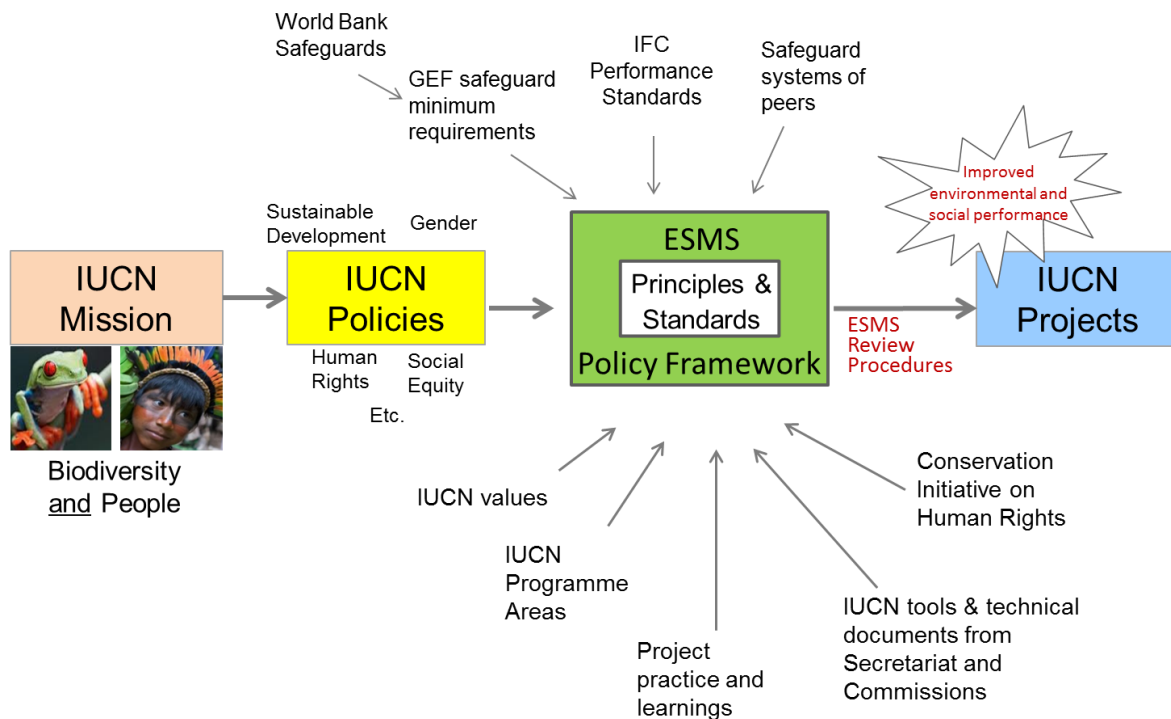 World Bank
Safeguards
GEF safeguard
minimum
requirements
IFC
Performance
Standards
Safeguard
systems of
peers
Improved
environmental and
social performance
Sustainable
Development
Gender
IUCN
Mission
IUCN
Policies
ESMS
Principles &
Standards
Policy Framework
ESMS
Review
Procedures
IUCN
Projects
Human
Rights
Social
Equity
Etc.
Biodiversity
and People
IUCN values
IUCN
Programme
Areas
Project
practice and
learnings
IUCN tools & technical
documents from
Secretariat and
Commissions
Conservation
Initiative on
Human Rights